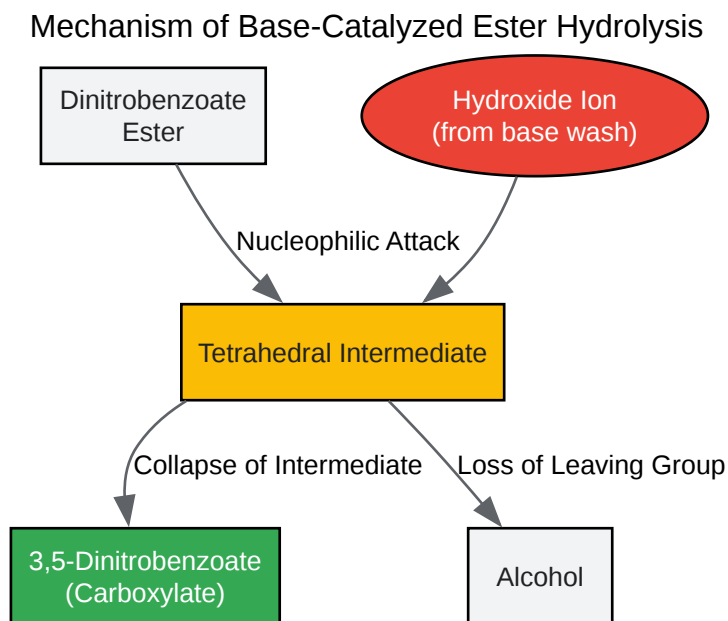 Mechanism of Base-Catalyzed Ester Hydrolysis
Dinitrobenzoate
Ester
Hydroxide Ion
(from base wash)
Nucleophilic Attack
Tetrahedral Intermediate
Collapse of Intermediate
Loss of Leaving Group
3,5-Dinitrobenzoate
(Carboxylate)
Alcohol